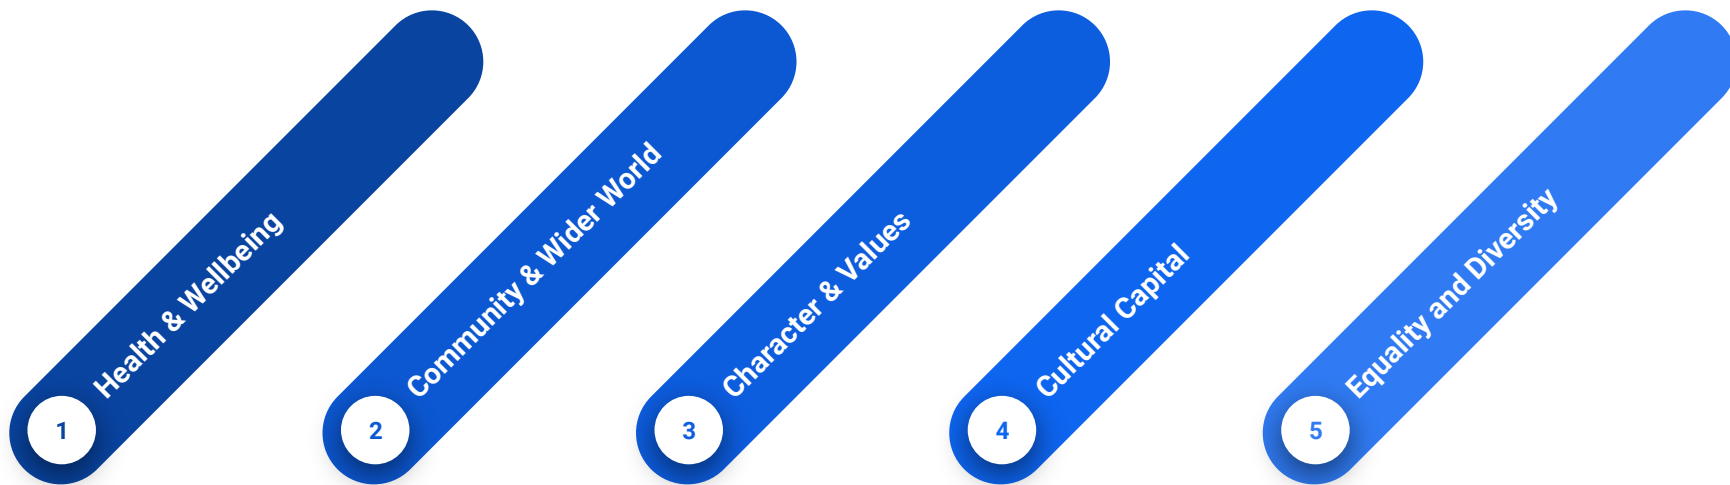 1
Health & Wellbeing
2
Community & Wider World
3
Character & Values
4
Cultural Capital
5
Equality and Diversity